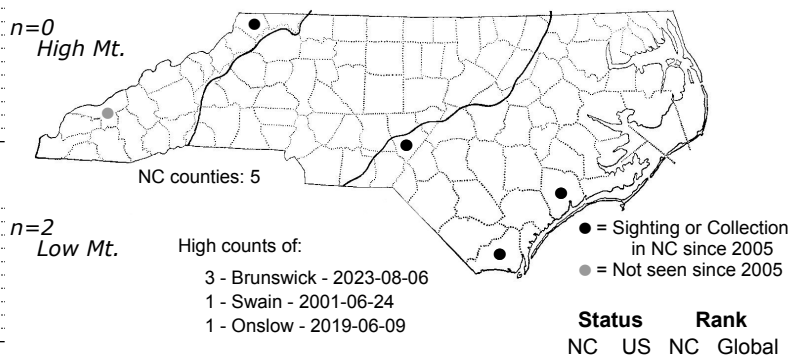 n=0
High Mt.
NC counties: 5
n=2
Low Mt.
High counts of:
3 - Brunswick - 2023-08-06
1 - Swain - 2001-06-24
1 - Onslow - 2019-06-09
= Sighting or Collection
in NC since 2005
= Not seen since 2005
Status Rank
NC US NC Global